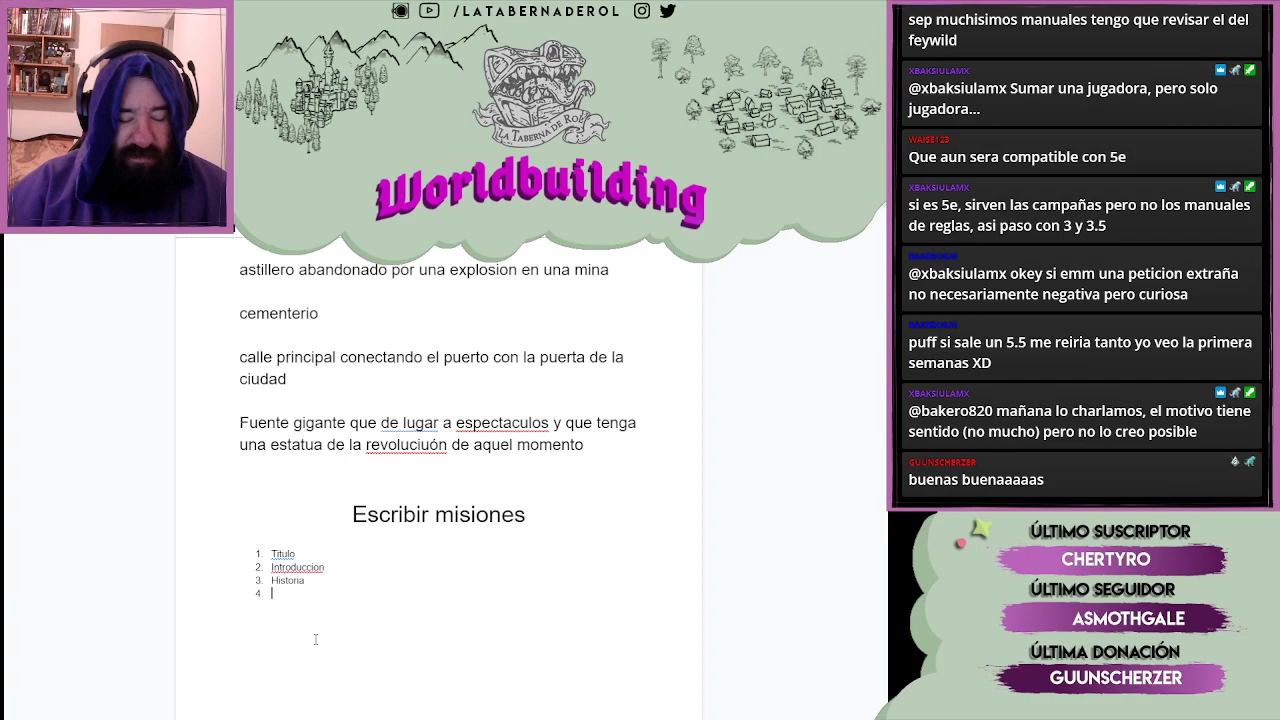 /LATABERNADEROL
LA TABERNA DE ROL
Worldbuilding
astillero abandonado por una explosion en una mina
cementerio
calle principal conectando el puerto con la puerta de la
ciudad
Fuente gigante que de lugar a espectaculos y que tenga
una estatua de la revoluciuón de aquel momento
Escribir misiones
1. Titulo
2. Introduccion
3. Historia
4.
sep muchisimos manuales tengo que revisar el del
feywild
XBAKSIULAMX
@xbaksiulamx Sumar una jugadora, pero solo
jugadora...
WAISE123
Que aun sera compatible con 5e
XBAKSIULAMX
si es 5e, sirven las campañas pero no los manuales
de reglas, asi paso con 3 y 3.5
BAKERO820
@xbaksiulamx okey si emm una peticion extraña
no necesariamente negativa pero curiosa
BAKERO820
puff si sale un 5.5 me reiria tanto yo veo la primera
semanas XD
XBAKSIULAMX
@bakero820 mañana lo charlamos, el motivo tiene
sentido (no mucho) pero no lo creo posible
GUUNSCHERZER
buenas buenaaaaas
ÚLTIMO SUSCRIPTOR
CHERTYRO
ÚLTIMO SEGUIDOR
ASMOTHGALE
ÚLTIMA DONACIÓN
GUUNSCHERZER